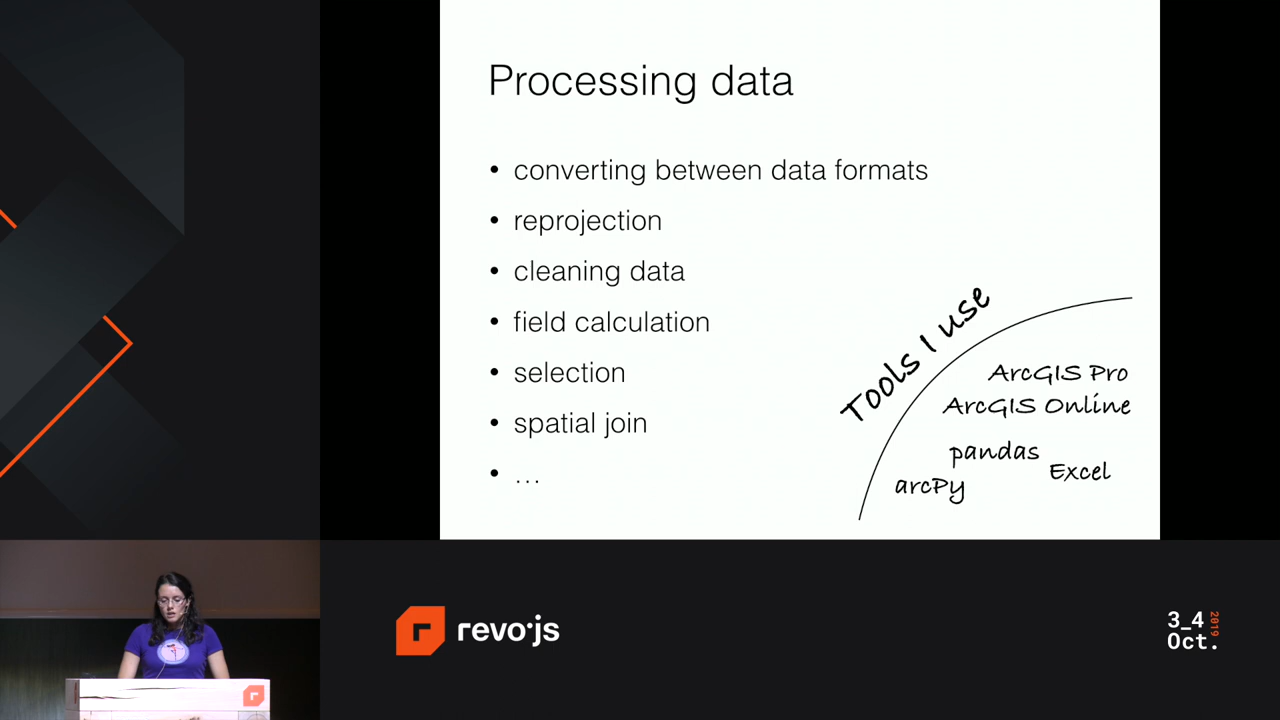 Processing data
• converting between data formats
• reprojection
• cleaning data
• field calculation
• selection
• spatial join
• ...
Tools I use
ArcGIS Pro
ArcGIS Online
pandas
Excel
arcPy
r revo·js
3_4 2019
Oct.
r